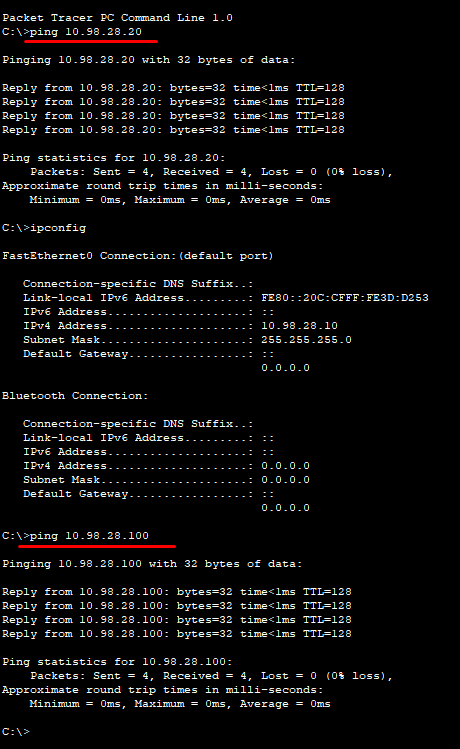 Packet Tracer PC Command Line 1.0
C:\>ping 10.98.28.20
Pinging 10.98.28.20 with 32 bytes of data:
Reply from 10.98.28.20: bytes=32 time<1ms TTL=128
Reply from 10.98.28.20: bytes=32 time<1ms TTL=128
Reply from 10.98.28.20: bytes=32 time<1ms TTL=128
Reply from 10.98.28.20: bytes=32 time<1ms TTL=128
Ping statistics for 10.98.28.20:
    Packets: Sent = 4, Received = 4, Lost = 0 (0% loss),
Approximate round trip times in milli-seconds:
    Minimum = 0ms, Maximum = 0ms, Average = 0ms
C:\>ipconfig
FastEthernet0 Connection:(default port)
   Connection-specific DNS Suffix..:
   Link-local IPv6 Address.........: FE80::20C:CFFF:FE3D:D253
   IPv6 Address....................: ::
   IPv4 Address....................: 10.98.28.10
   Subnet Mask.....................: 255.255.255.0
   Default Gateway.................: ::
                                     0.0.0.0
Bluetooth Connection:
   Connection-specific DNS Suffix..:
   Link-local IPv6 Address.........: ::
   IPv6 Address....................: ::
   IPv4 Address....................: 0.0.0.0
   Subnet Mask.....................: 0.0.0.0
   Default Gateway.................: ::
                                     0.0.0.0
C:\>ping 10.98.28.100
Pinging 10.98.28.100 with 32 bytes of data:
Reply from 10.98.28.100: bytes=32 time<1ms TTL=128
Reply from 10.98.28.100: bytes=32 time<1ms TTL=128
Reply from 10.98.28.100: bytes=32 time<1ms TTL=128
Reply from 10.98.28.100: bytes=32 time<1ms TTL=128
Ping statistics for 10.98.28.100:
    Packets: Sent = 4, Received = 4, Lost = 0 (0% loss),
Approximate round trip times in milli-seconds:
    Minimum = 0ms, Maximum = 0ms, Average = 0ms
C:\>